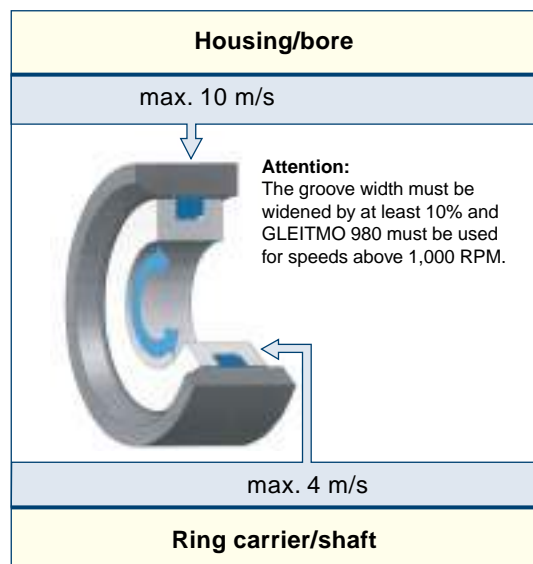 Housing/bore
max. 10 m/s
Attention:
The groove width must be
widened by at least 10% and
GLEITMO 980 must be used
for speeds above 1,000 RPM.
max. 4 m/s
Ring carrier/shaft